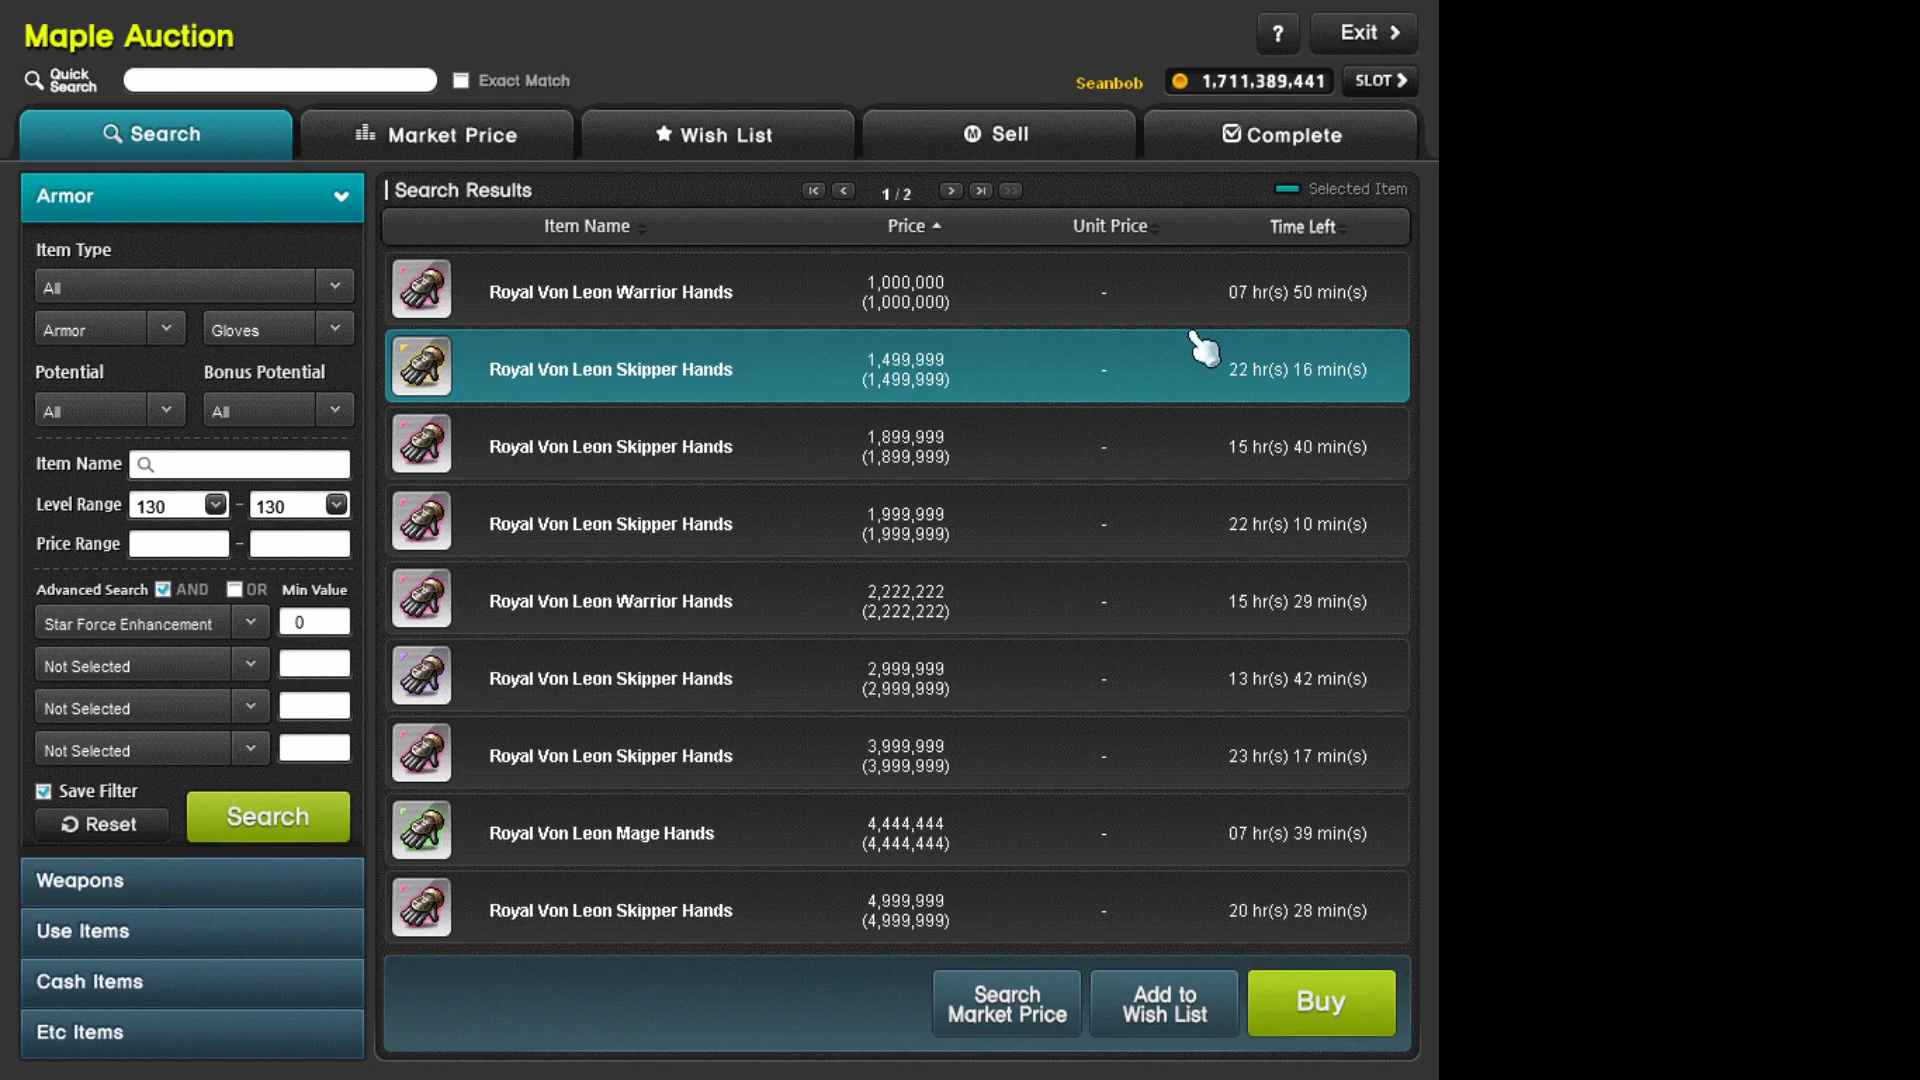 Maple Auction
?
Exit
Quick Search
Exact Match
Seanbob
1,711,389,441
SLOT
Search
Market Price
Wish List
Sell
Complete
Armor
Item Type
All
Armor
Gloves
Potential
Bonus Potential
All
All
Item Name
Level Range 130 - 130
Price Range -
Advanced Search AND OR Min Value
Star Force Enhancement 0
Not Selected
Not Selected
Not Selected
Save Filter
Reset
Search
Weapons
Use Items
Cash Items
Etc Items
Search Results
1 / 2
Selected Item
Item Name Price Unit Price Time Left
Royal Von Leon Warrior Hands 1,000,000 (1,000,000) - 07 hr(s) 50 min(s)
Royal Von Leon Skipper Hands 1,499,999 (1,499,999) - 22 hr(s) 16 min(s)
Royal Von Leon Skipper Hands 1,899,999 (1,899,999) - 15 hr(s) 40 min(s)
Royal Von Leon Skipper Hands 1,999,999 (1,999,999) - 22 hr(s) 10 min(s)
Royal Von Leon Warrior Hands 2,222,222 (2,222,222) - 15 hr(s) 29 min(s)
Royal Von Leon Skipper Hands 2,999,999 (2,999,999) - 13 hr(s) 42 min(s)
Royal Von Leon Skipper Hands 3,999,999 (3,999,999) - 23 hr(s) 17 min(s)
Royal Von Leon Mage Hands 4,444,444 (4,444,444) - 07 hr(s) 39 min(s)
Royal Von Leon Skipper Hands 4,999,999 (4,999,999) - 20 hr(s) 28 min(s)
Search Market Price
Add to Wish List
Buy